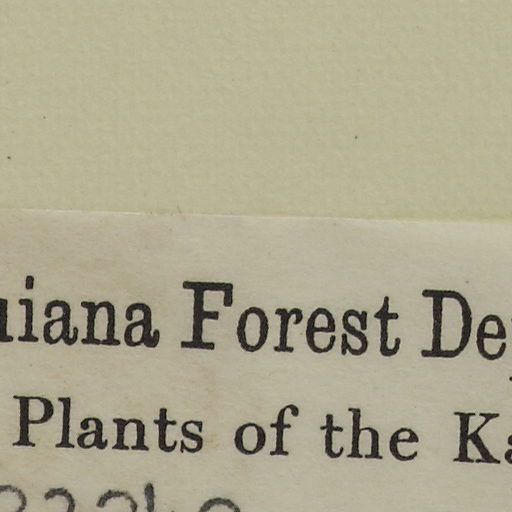 uiana Forest De
Plants of the Ka